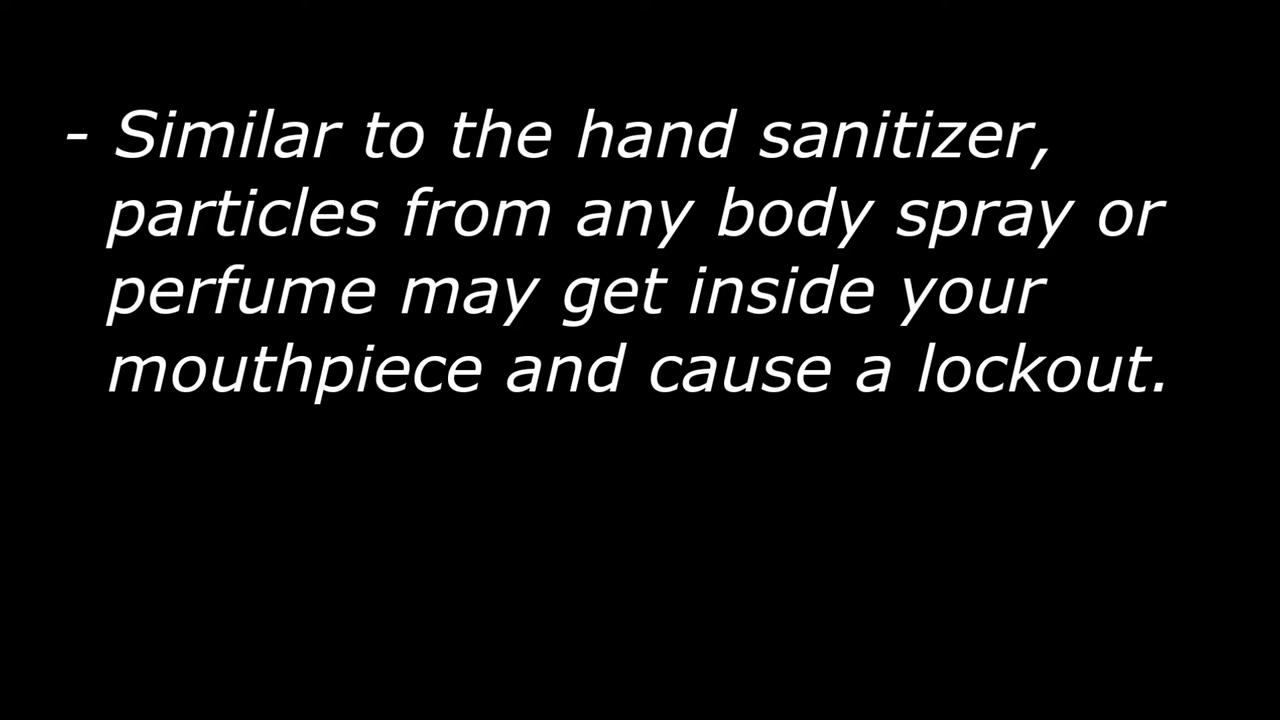 - Similar to the hand sanitizer,
particles from any body spray or
perfume may get inside your
mouthpiece and cause a lockout.